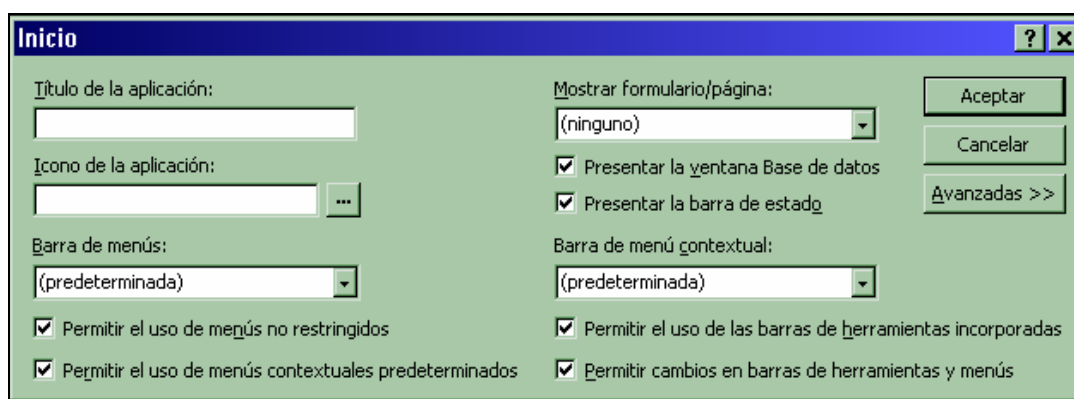 Inicio
Título de la aplicación:
Icono de la aplicación:
...
Barra de menús:
(predeterminada)
Permitir el uso de menús no restringidos
Permitir el uso de menús contextuales predeterminados
Mostrar formulario/página:
(ninguno)
Presentar la ventana Base de datos
Presentar la barra de estado
Barra de menú contextual:
(predeterminada)
Permitir el uso de las barras de herramientas incorporadas
Permitir cambios en barras de herramientas y menús
Aceptar
Cancelar
Avanzadas >>